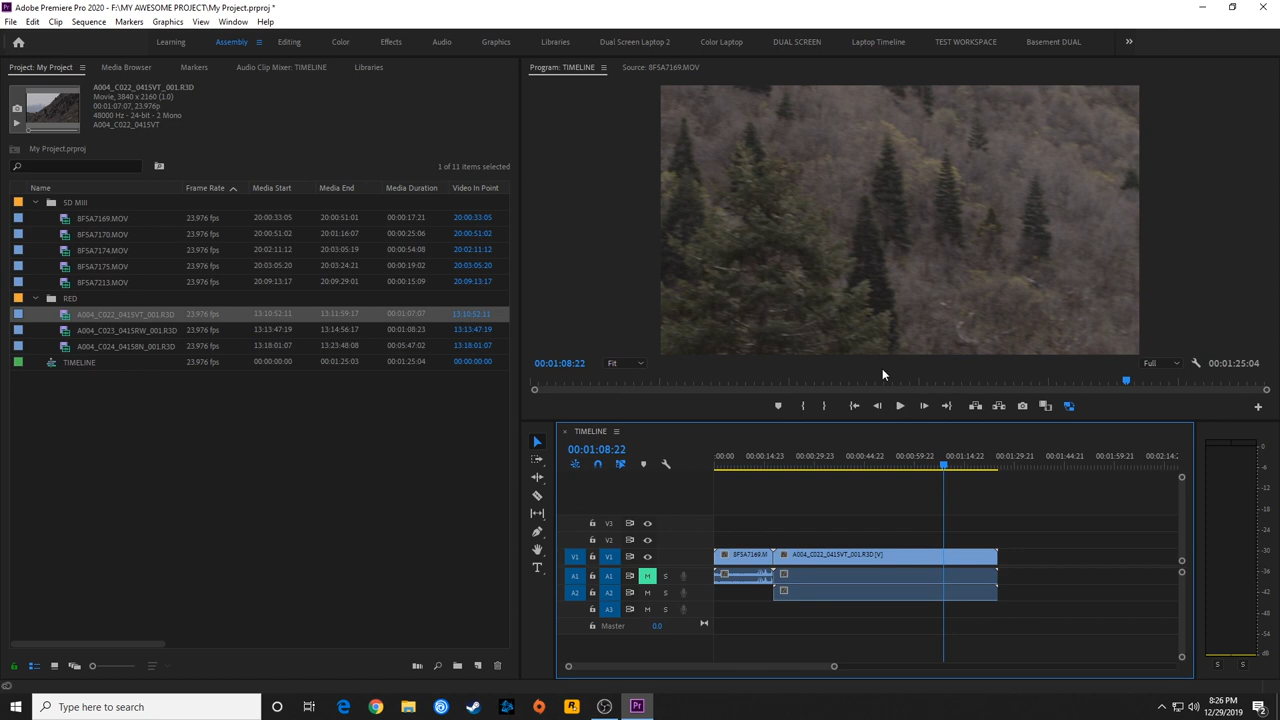 Adobe Premiere Pro 2020 - F:\MY AWESOME PROJECT\My Project.prproj *
File Edit Clip Sequence Markers Graphics View Window Help
Learning Assembly Editing Color Effects Audio Graphics Libraries Dual Screen Laptop 2 Color Laptop DUAL SCREEN Laptop Timeline TEST WORKSPACE Basement DUAL
Project: My Project Media Browser Markers Audio Clip Mixer: TIMELINE Libraries
A004_C022_0415VT_001.R3D
Movie, 3840 x 2160 (1.0)
00:01:07:07, 23.976p
48000 Hz - 24-bit - 2 Mono
A004_C022_0415VT
My Project.prproj
1 of 11 items selected
Name Frame Rate Media Start Media End Media Duration Video In Point
5D MIII
8F5A7169.MOV 23.976 fps 20:00:33:05 20:00:51:01 00:00:17:21 20:00:33:05
8F5A7170.MOV 23.976 fps 20:00:51:02 20:01:16:07 00:00:25:06 20:00:51:02
8F5A7174.MOV 23.976 fps 20:02:11:12 20:03:05:19 00:00:54:08 20:02:11:12
8F5A7175.MOV 23.976 fps 20:03:05:20 20:03:24:21 00:00:19:02 20:03:05:20
8F5A7213.MOV 23.976 fps 20:09:13:17 20:09:29:01 00:00:15:09 20:09:13:17
RED
A004_C022_0415VT_001.R3D 23.976 fps 13:10:52:11 13:11:59:17 00:01:07:07 13:10:52:11
A004_C023_0415RW_001.R3D 23.976 fps 13:13:47:19 13:14:56:17 00:01:08:23 13:13:47:19
A004_C024_0415BN_001.R3D 23.976 fps 13:18:01:07 13:23:48:08 00:05:47:02 13:18:01:07
TIMELINE 23.976 fps 00:00:00:00 00:01:25:03 00:01:25:04 00:00:00:00
Program: TIMELINE Source: 8F5A7169.MOV
00:01:08:22 Fit Full 00:01:25:04
TIMELINE
00:01:08:22
:00:00 00:00:14:23 00:00:29:23 00:00:44:22 00:00:59:22 00:01:14:22 00:01:29:21 00:01:44:21 00:01:59:21 00:02:14:2
V3
V2
V1 V1 8F5A7169.M A004_C022_0415VT_001.R3D [V]
A1 A1 M S
A2 A2 M S
A3 M S
Master 0.0
0
-6
-12
-18
-24
-30
-36
-42
-48
-54
dB
S S
Type here to search
8:26 PM
12/29/2019
2